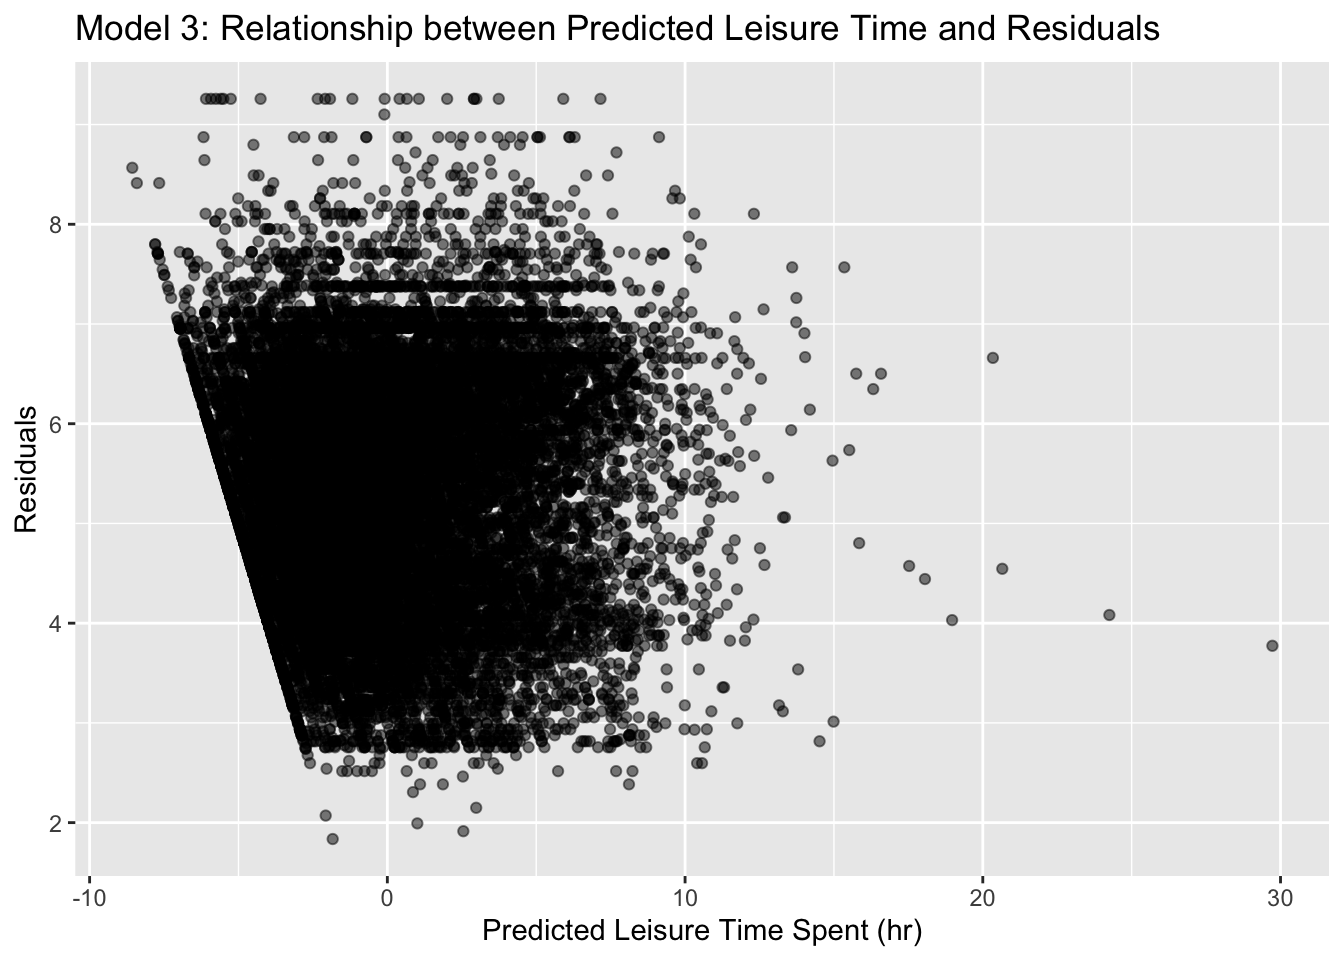 Model 3: Relationship between Predicted Leisure Time and Residuals
8
6
4
2
Residuals
-10 0 10 20 30
Predicted Leisure Time Spent (hr)